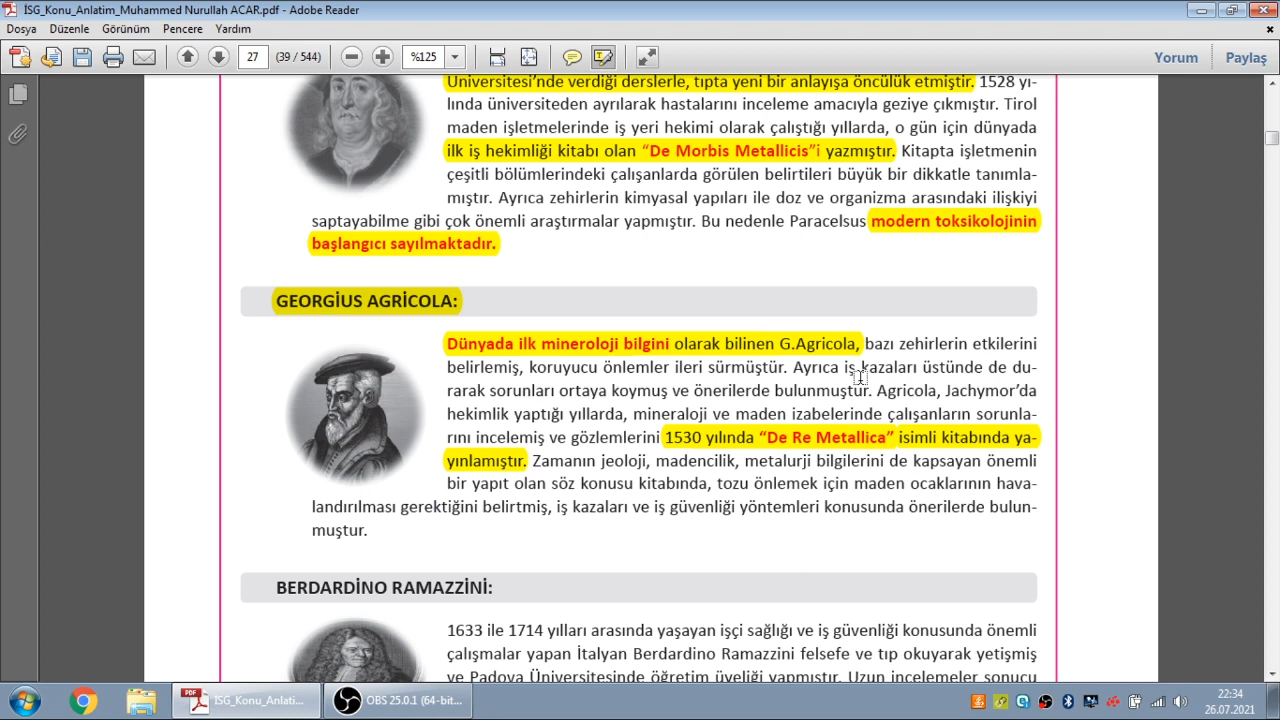 İSG_Konu_Anlatim_Muhammed Nurullah ACAR.pdf - Adobe Reader
Dosya Düzenle Görünüm Pencere Yardım
27 (39 / 544) %125 Yorum Paylaş
Üniversitesi’nde verdiği derslerle, tıpta yeni bir anlayışa öncülük etmiştir. 1528 yı-
lında üniversiteden ayrılarak hastalarını inceleme amacıyla geziye çıkmıştır. Tirol
maden işletmelerinde iş yeri hekimi olarak çalıştığı yıllarda, o gün için dünyada
ilk iş hekimliği kitabı olan “De Morbis Metallicis”i yazmıştır. Kitapta işletmenin
çeşitli bölümlerindeki çalışanlarda görülen belirtileri büyük bir dikkatle tanımla-
mıştır. Ayrıca zehirlerin kimyasal yapıları ile doz ve organizma arasındaki ilişkiyi
saptayabilme gibi çok önemli araştırmalar yapmıştır. Bu nedenle Paracelsus modern toksikolojinin
başlangıcı sayılmaktadır.
GEORGİUS AGRİCOLA:
Dünyada ilk mineroloji bilgini olarak bilinen G.Agricola, bazı zehirlerin etkilerini
belirlemiş, koruyucu önlemler ileri sürmüştür. Ayrıca iş kazaları üstünde de du-
rarak sorunları ortaya koymuş ve önerilerde bulunmuştur. Agricola, Jachymor’da
hekimlik yaptığı yıllarda, mineraloji ve maden izabelerinde çalışanların sorunla-
rını incelemiş ve gözlemlerini 1530 yılında “De Re Metallica” isimli kitabında ya-
yınlamıştır. Zamanın jeoloji, madencilik, metalurji bilgilerini de kapsayan önemli
bir yapıt olan söz konusu kitabında, tozu önlemek için maden ocaklarının hava-
landırılması gerektiğini belirtmiş, iş kazaları ve iş güvenliği yöntemleri konusunda önerilerde bulun-
muştur.
BERDARDİNO RAMAZZİNİ:
1633 ile 1714 yılları arasında yaşayan işçi sağlığı ve iş güvenliği konusunda önemli
çalışmalar yapan İtalyan Berdardino Ramazzini felsefe ve tıp okuyarak yetişmiş
ve Padova Üniversitesinde öğretim üyeliği yapmıştır. Uzun incelemeler sonucu
İSG_Konu_Anlati... OBS 25.0.1 (64-bit... 22:34
26.07.2021